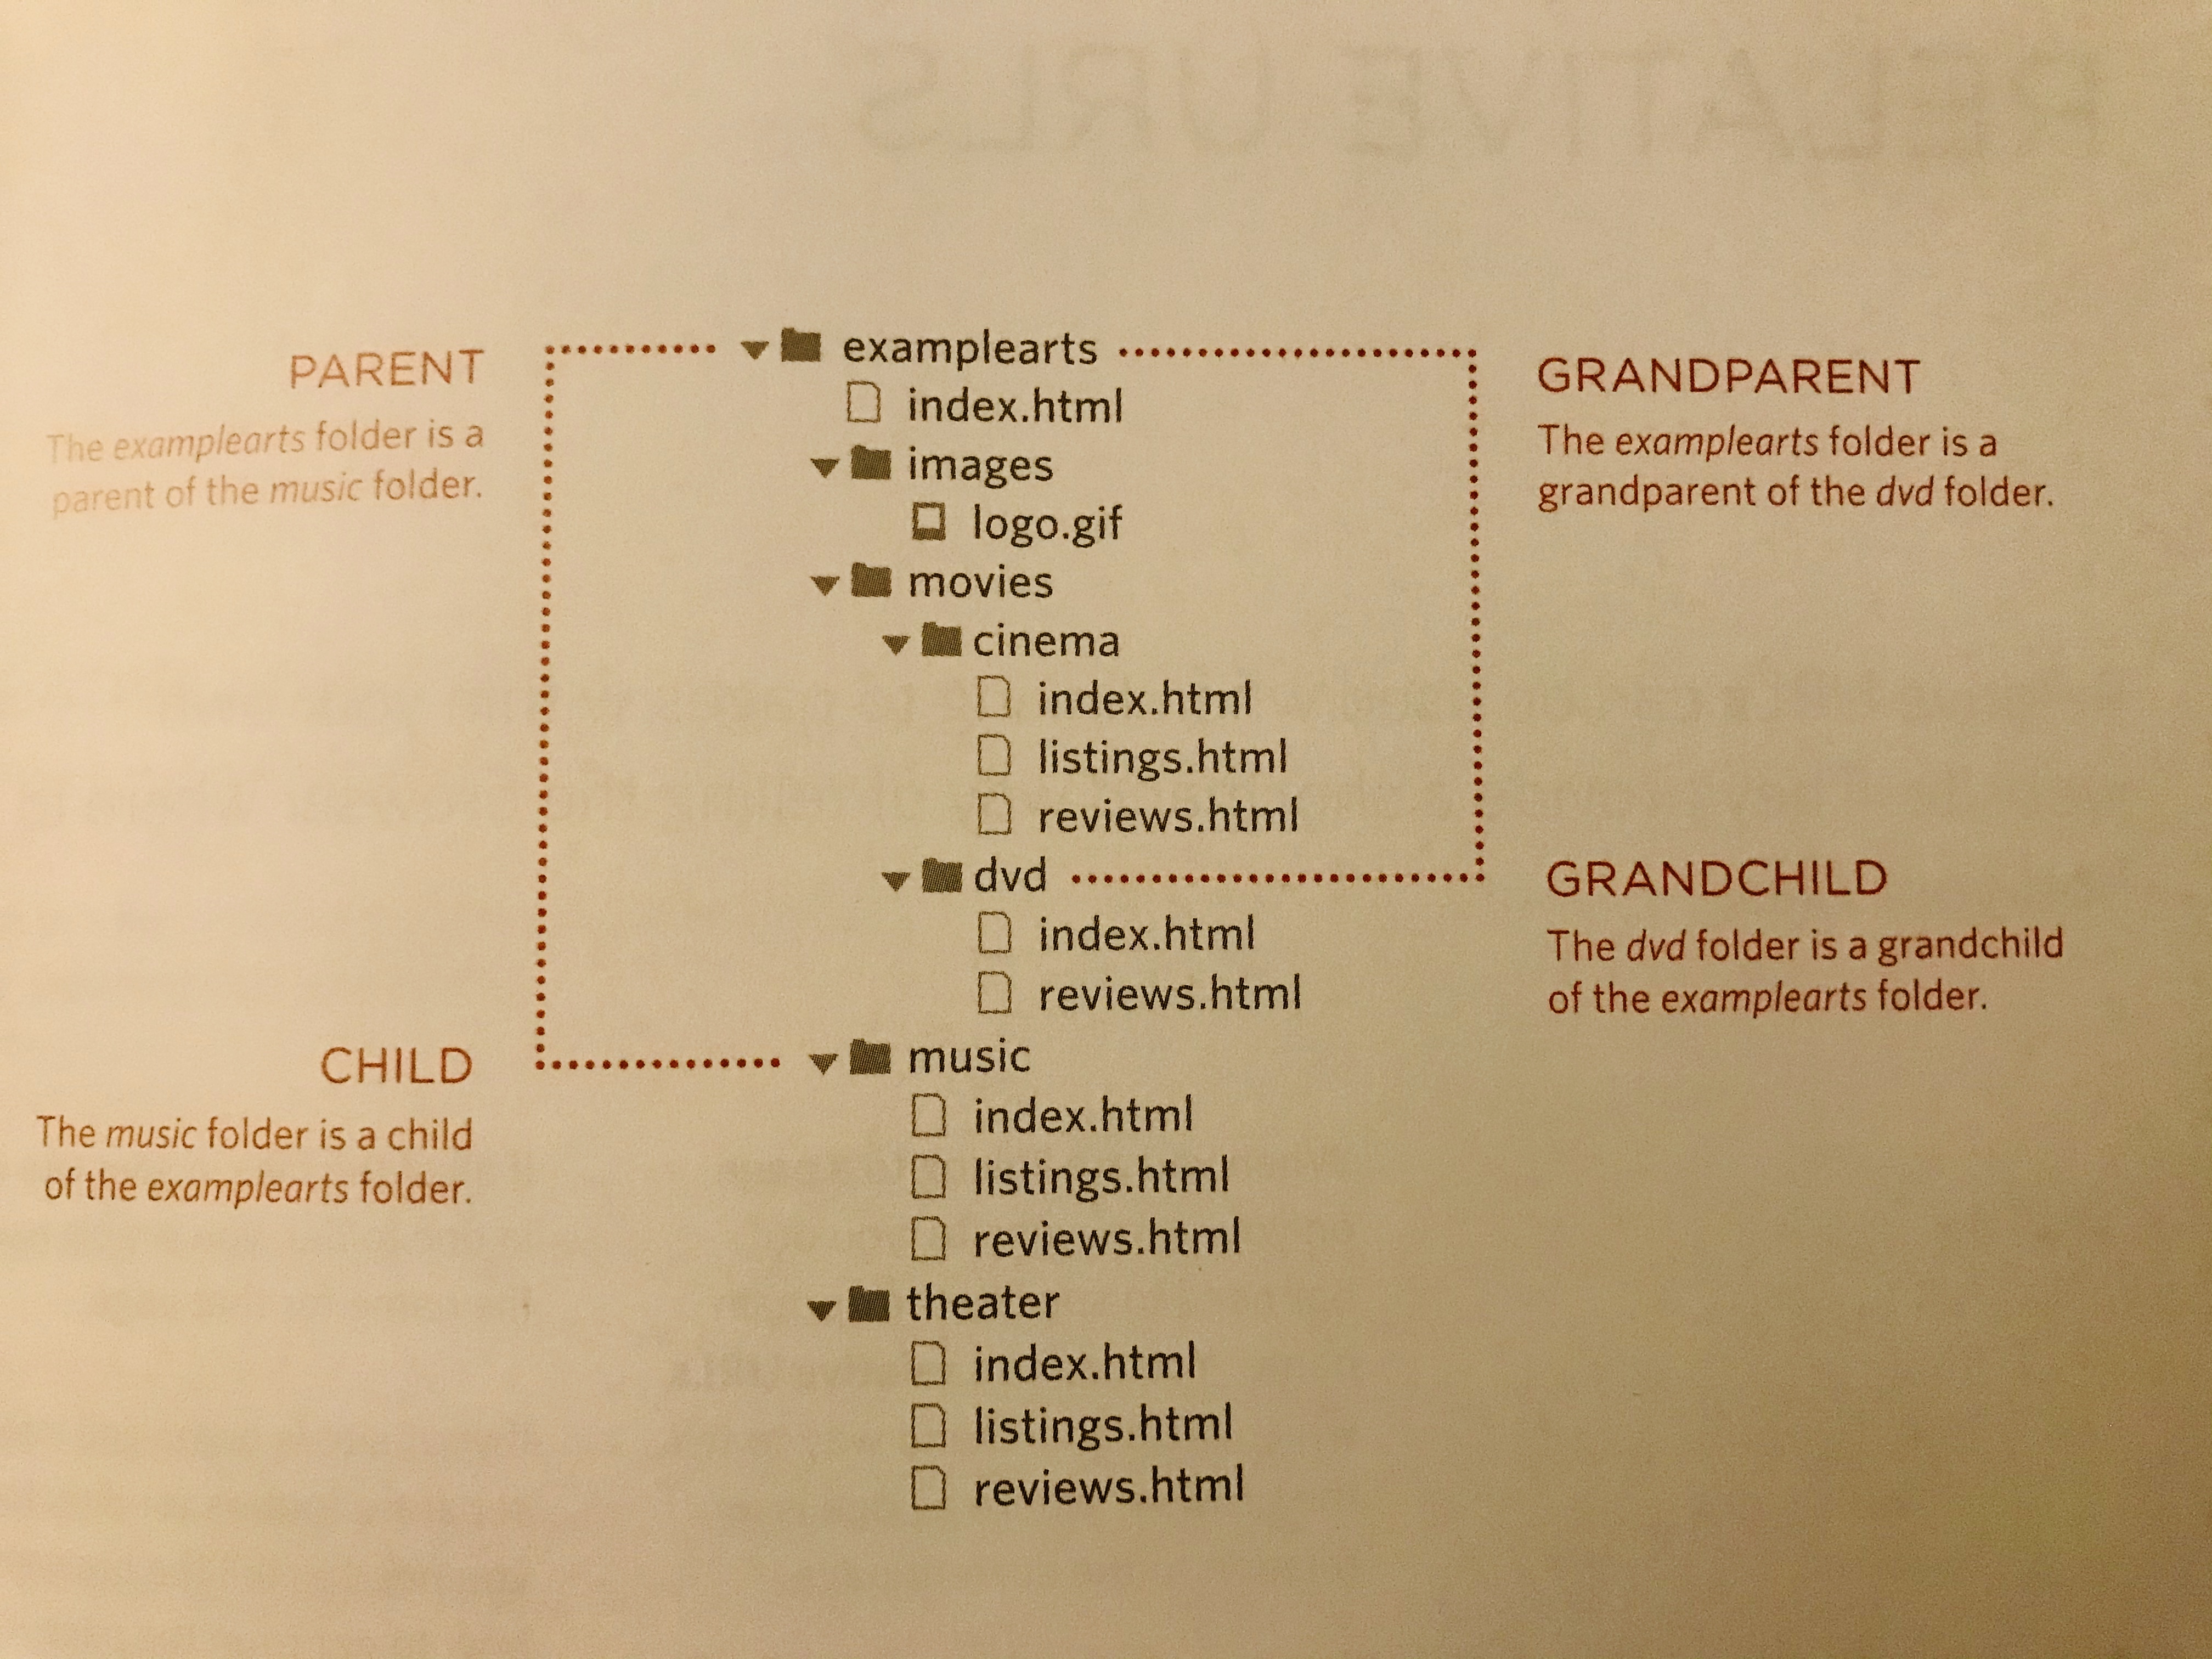 RELATIVE URLS
PARENT
The examplearts folder is a
parent of the music folder.
examplearts
index.html
images
logo.gif
movies
cinema
index.html
listings.html
reviews.html
dvd
index.html
reviews.html
music
index.html
listings.html
reviews.html
theater
index.html
listings.html
reviews.html
GRANDPARENT
The examplearts folder is a
grandparent of the dvd folder.
GRANDCHILD
The dvd folder is a grandchild
of the examplearts folder.
CHILD
The music folder is a child
of the examplearts folder.